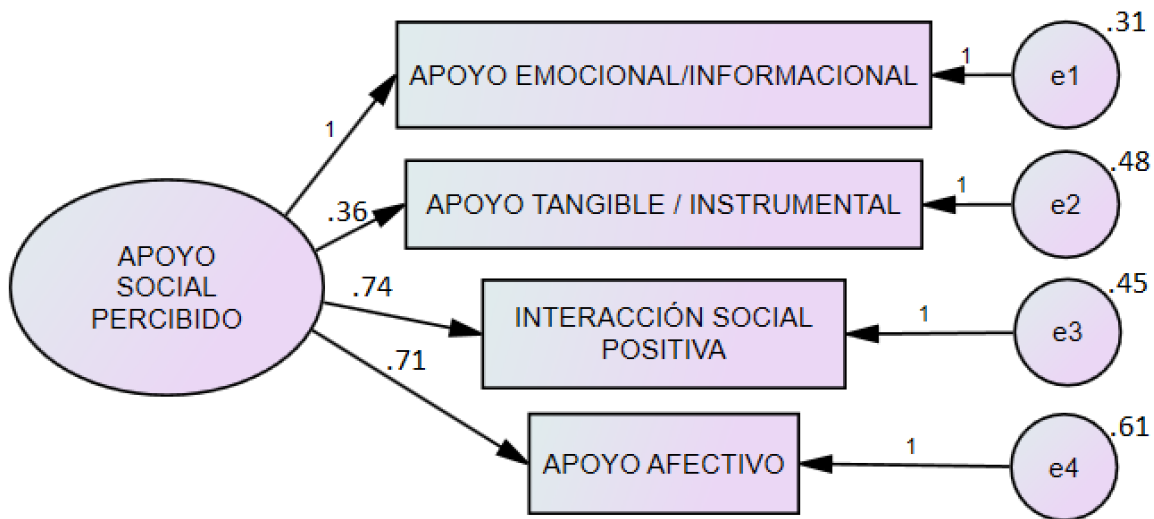 .31
APOYO EMOCIONAL/INFORMACIONAL
1
e1
1
.48
APOYO TANGIBLE / INSTRUMENTAL
1
e2
.36
APOYO
SOCIAL
PERCIBIDO
.74
.45
INTERACCIÓN SOCIAL
POSITIVA
1
e3
.71
.61
APOYO AFECTIVO
1
e4